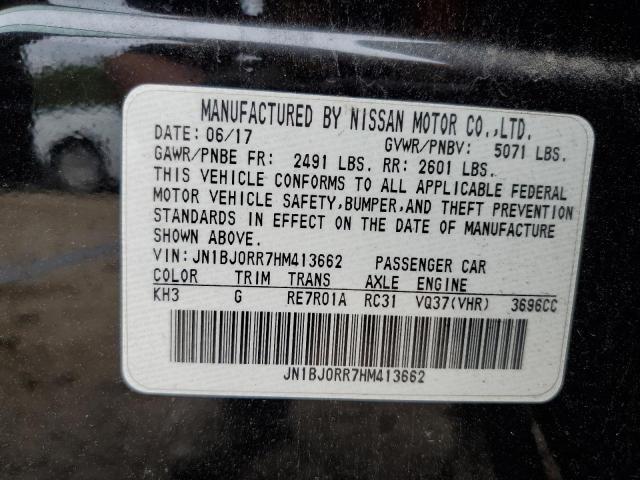 MANUFACTURED BY NISSAN MOTOR CO.,LTD.
DATE: 06/17 GVWR/PNBV: 5071 LBS.
GAWR/PNBE FR: 2491 LBS. RR: 2601 LBS.
THIS VEHICLE CONFORMS TO ALL APPLICABLE FEDERAL
MOTOR VEHICLE SAFETY,BUMPER,AND THEFT PREVENTION
STANDARDS IN EFFECT ON THE DATE OF MANUFACTURE
SHOWN ABOVE.
VIN: JN1BJ0RR7HM413662 PASSENGER CAR
COLOR TRIM TRANS AXLE ENGINE
KH3 G RE7R01A RC31 VQ37(VHR) 3696CC
JN1BJ0RR7HM413662